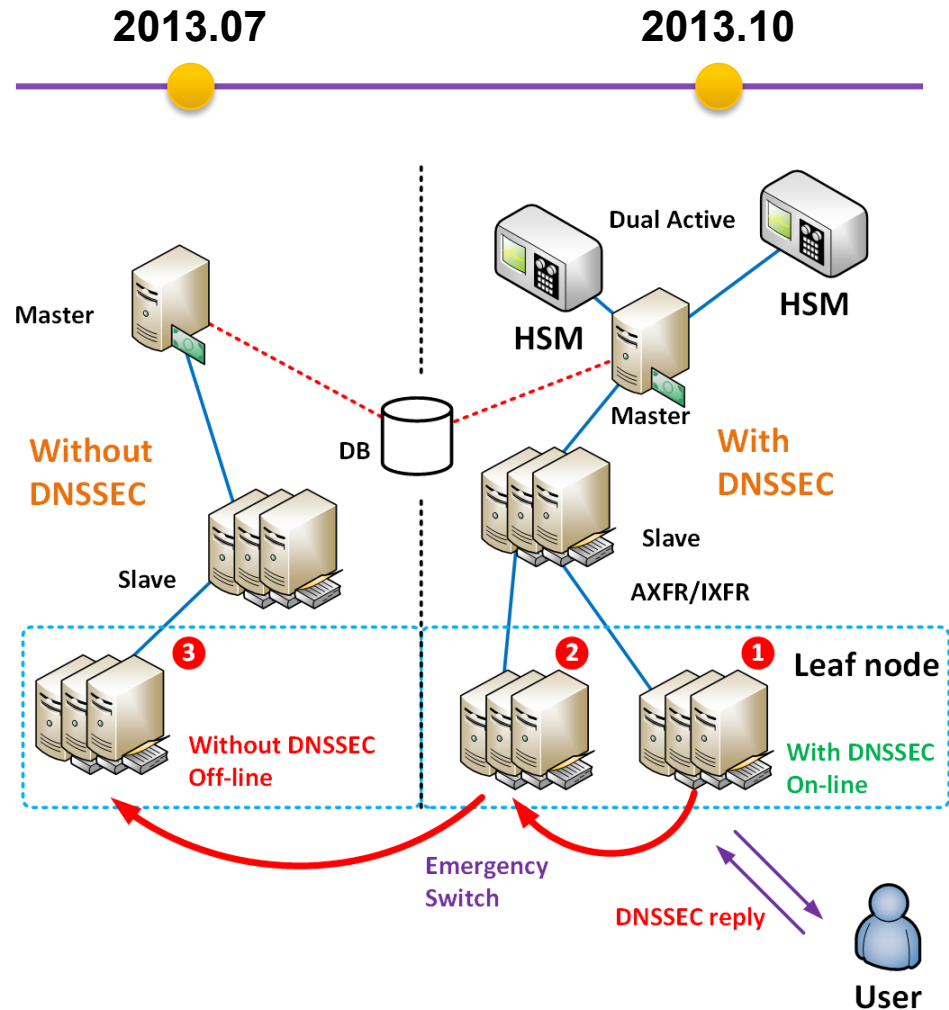 2013.07
2013.10
Dual Active
HSM
HSM
Master
Master
DB
Without
DNSSEC
With
DNSSEC
Slave
Slave
AXFR/IXFR
3
2
1
Leaf node
Without DNSSEC
Off-line
With DNSSEC
On-line
Emergency
Switch
DNSSEC reply
User